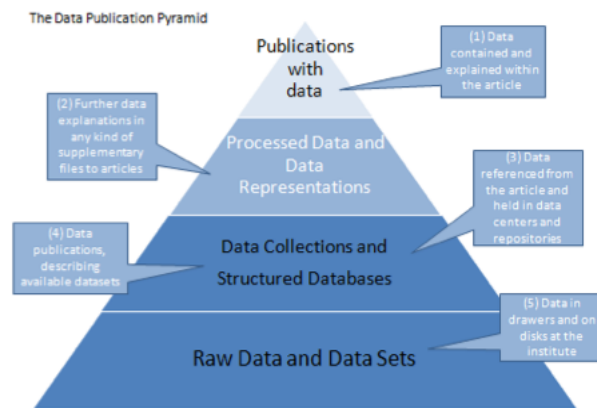 The Data Publication Pyramid
Publications
with
data
(1) Data
contained and
explained within
the article
(2) Further data
explanations in
any kind of
supplementary
files to articles
Processed Data and
Data
Representations
(3) Data
referenced from
the article and
held in data
centers and
repositories
(4) Data
publications,
describing
available datasets
Data Collections and
Structured Databases
(5) Data in
drawers and on
disks at the
institute
Raw Data and Data Sets